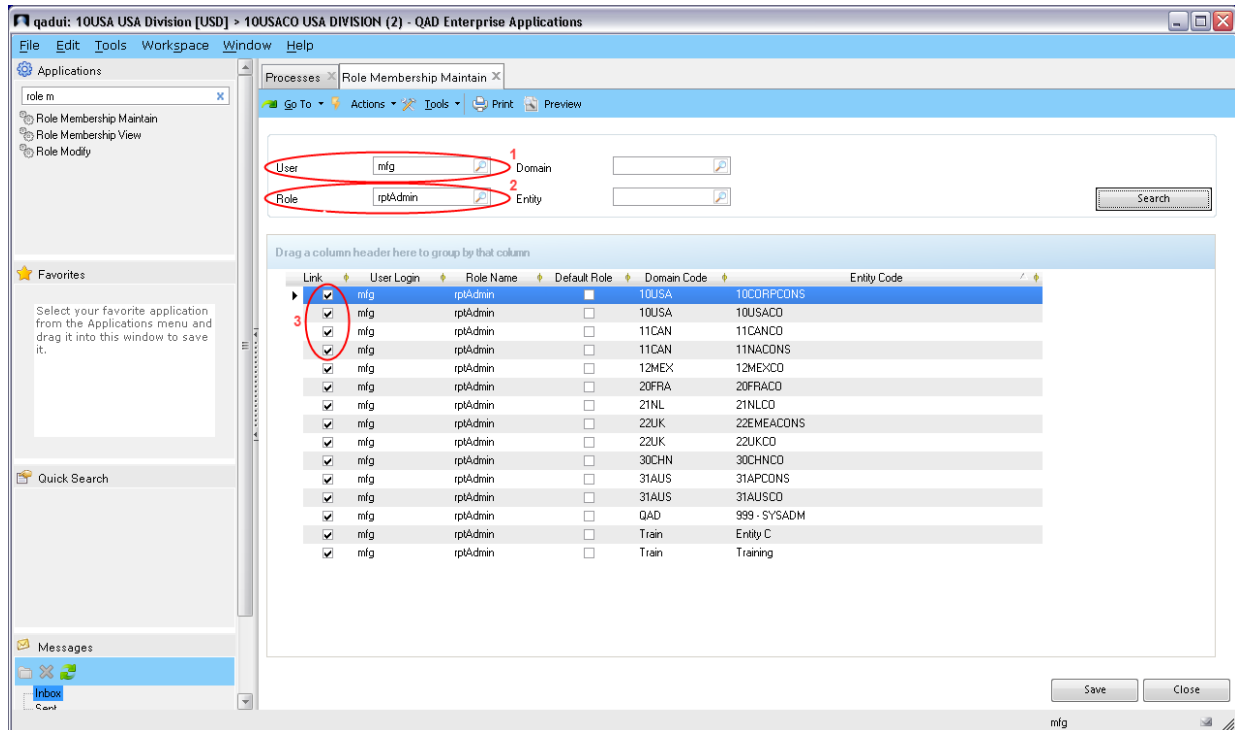 qadui: 10USA USA Division [USD] > 10USACO USA DIVISION (2) - QAD Enterprise Applications
File Edit Tools Workspace Window Help
Applications
role m
Role Membership Maintain
Role Membership View
Role Modify
Favorites
Select your favorite application
from the Applications menu and
drag it into this window to save
it.
Quick Search
Messages
Inbox
Sent
Processes Role Membership Maintain
Go To Actions Tools Print Preview
User mfg 1 Domain
Role rptAdmin 2 Entity
Search
Drag a column header here to group by that column
Link User Login Role Name Default Role Domain Code Entity Code
mfg rptAdmin 10USA 10CORPCONS
3 mfg rptAdmin 10USA 10USACO
mfg rptAdmin 11CAN 11CANCO
mfg rptAdmin 11CAN 11NACONS
mfg rptAdmin 12MEX 12MEXCO
mfg rptAdmin 20FRA 20FRACO
mfg rptAdmin 21NL 21NLCO
mfg rptAdmin 22UK 22EMEACONS
mfg rptAdmin 22UK 22UKCO
mfg rptAdmin 30CHN 30CHNCO
mfg rptAdmin 31AUS 31APCONS
mfg rptAdmin 31AUS 31AUSCO
mfg rptAdmin QAD 999 - SYSADM
mfg rptAdmin Train Entity C
mfg rptAdmin Train Training
Save Close
mfg